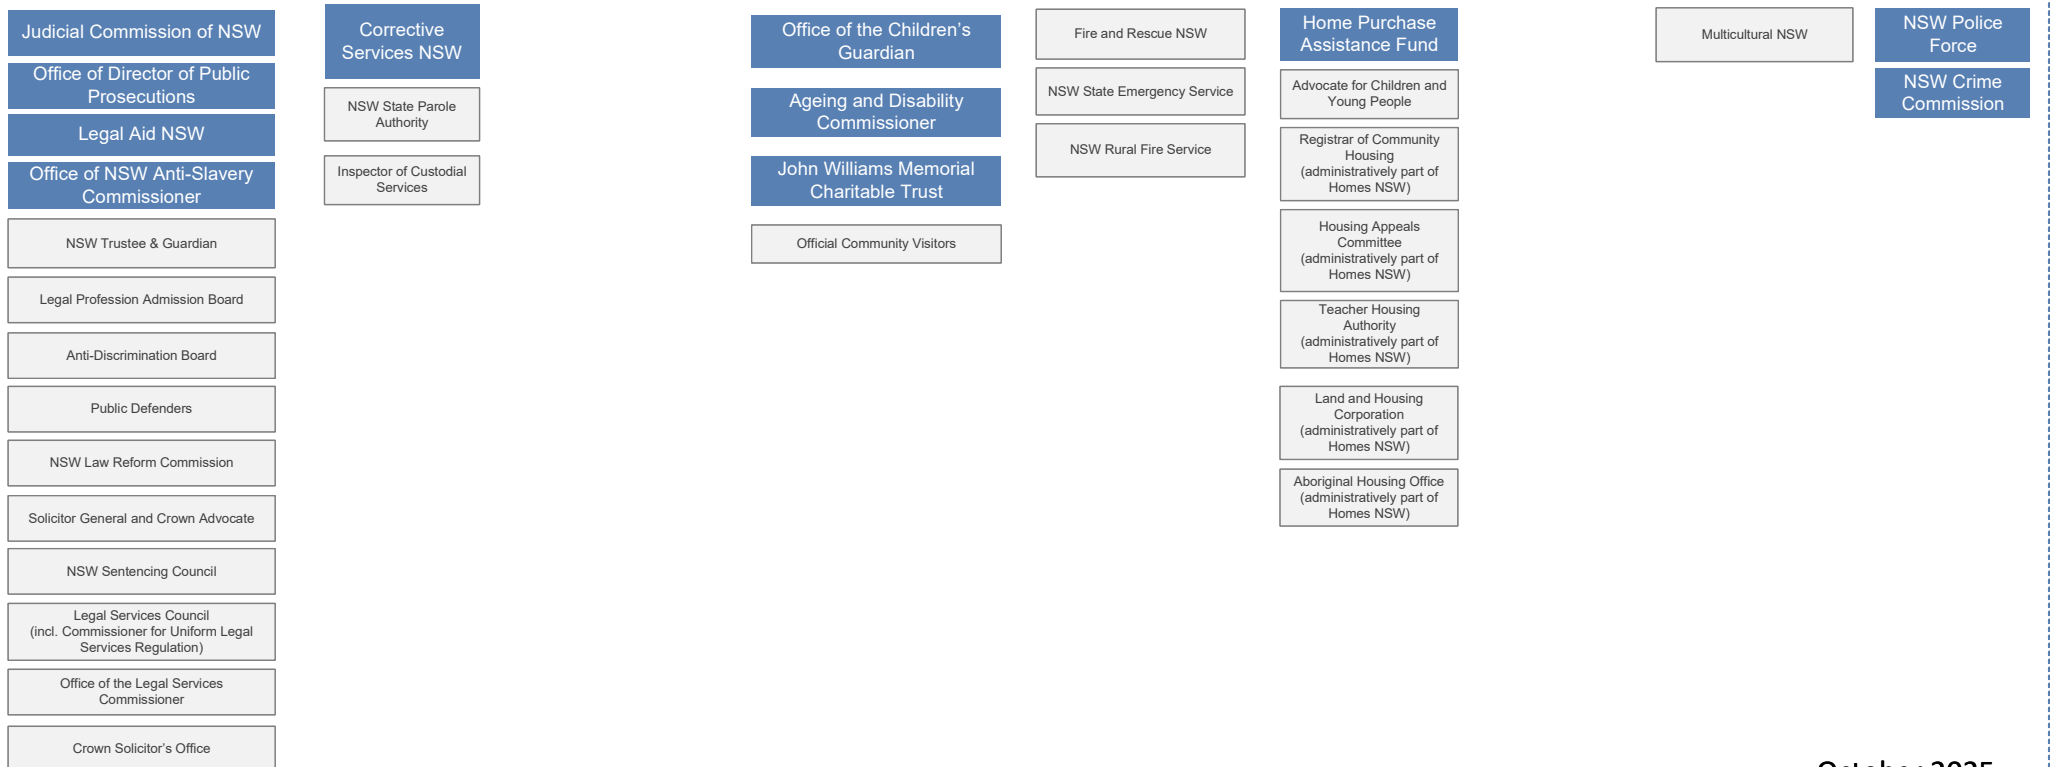 Judicial Commission of NSW
Office of Director of Public
Prosecutions
Legal Aid NSW
Office of NSW Anti-Slavery
Commissioner
NSW Trustee & Guardian
Legal Profession Admission Board
Anti-Discrimination Board
Public Defenders
NSW Law Reform Commission
Solicitor General and Crown Advocate
NSW Sentencing Council
Legal Services Council
(incl. Commissioner for Uniform Legal
Services Regulation)
Office of the Legal Services
Commissioner
Crown Solicitor's Office
Corrective
Services NSW
NSW State Parole
Authority
Inspector of Custodial
Services
Office of the Children's
Guardian
Ageing and Disability
Commissioner
John Williams Memorial
Charitable Trust
Official Community Visitors
Fire and Rescue NSW
NSW State Emergency Service
NSW Rural Fire Service
Home Purchase
Assistance Fund
Advocate for Children and
Young People
Registrar of Community
Housing
(administratively part of
Homes NSW)
Housing Appeals
Committee
(administratively part of
Homes NSW)
Teacher Housing
Authority
(administratively part of
Homes NSW)
Land and Housing
Corporation
(administratively part of
Homes NSW)
Aboriginal Housing Office
(administratively part of
Homes NSW)
Multicultural NSW
NSW Police
Force
NSW Crime
Commission
October 2025